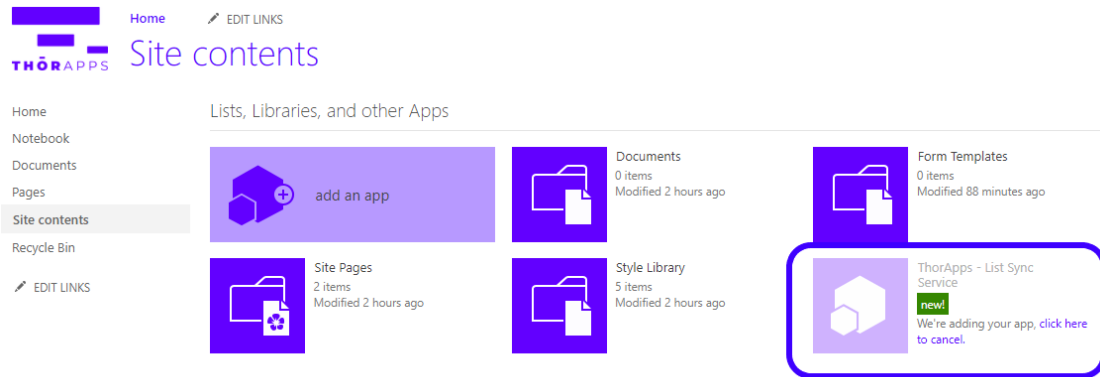 Home
EDIT LINKS
THŌRAPPS
Site contents
Home
Notebook
Documents
Pages
Site contents
Recycle Bin
EDIT LINKS
Lists, Libraries, and other Apps
add an app
Documents
0 items
Modified 2 hours ago
Form Templates
0 items
Modified 88 minutes ago
Site Pages
2 items
Modified 2 hours ago
Style Library
5 items
Modified 2 hours ago
ThorApps - List Sync
Service
new!
We're adding your app, click here
to cancel.